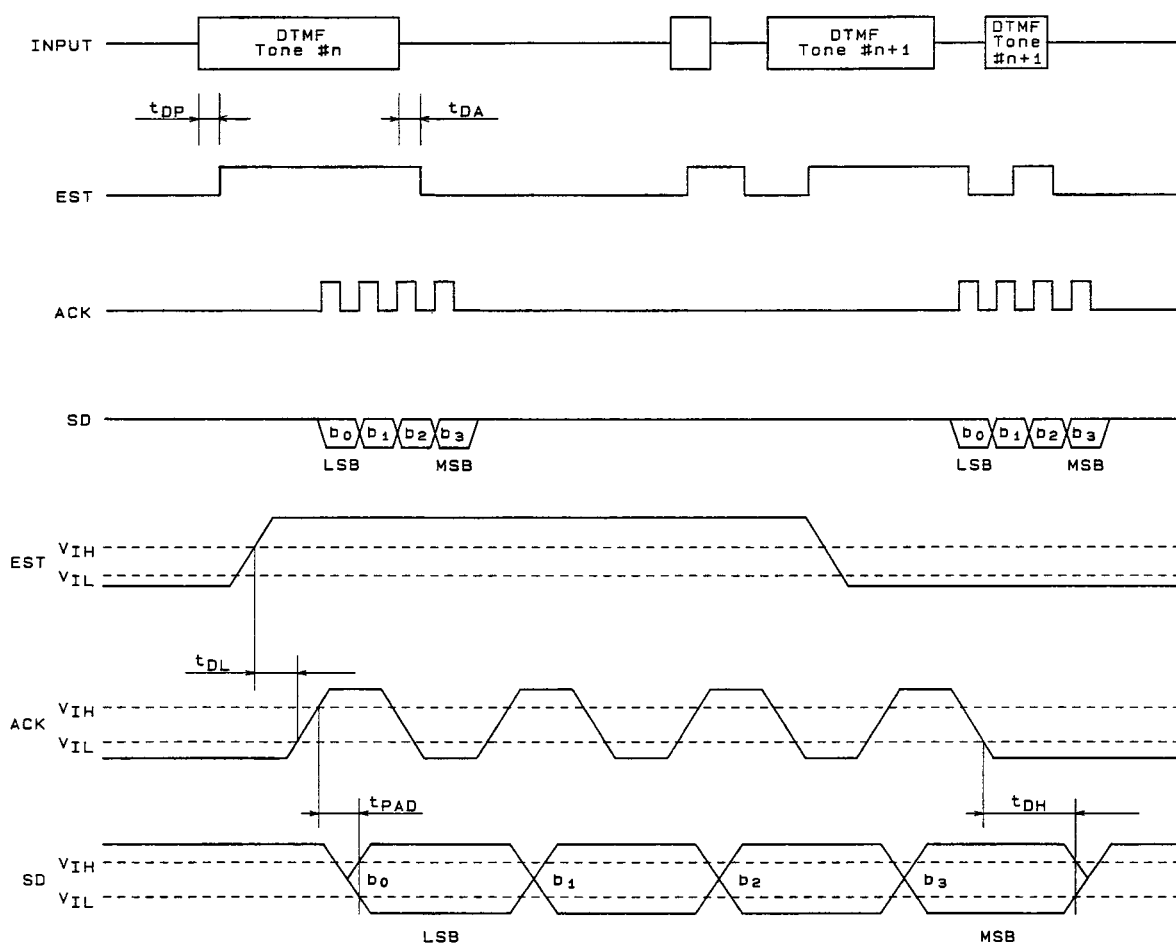 INPUT
DTMF
Tone #n
DTMF
Tone #n+1
DTMF
Tone
#n+1
tDP
tDA
EST
ACK
SD
b0 b1 b2 b3
b0 b1 b2 b3
LSB MSB
LSB MSB
EST
VIH
VIL
tDL
ACK
VIH
VIL
tPAD
tDH
SD
VIH
VIL
b0 b1 b2 b3
LSB MSB